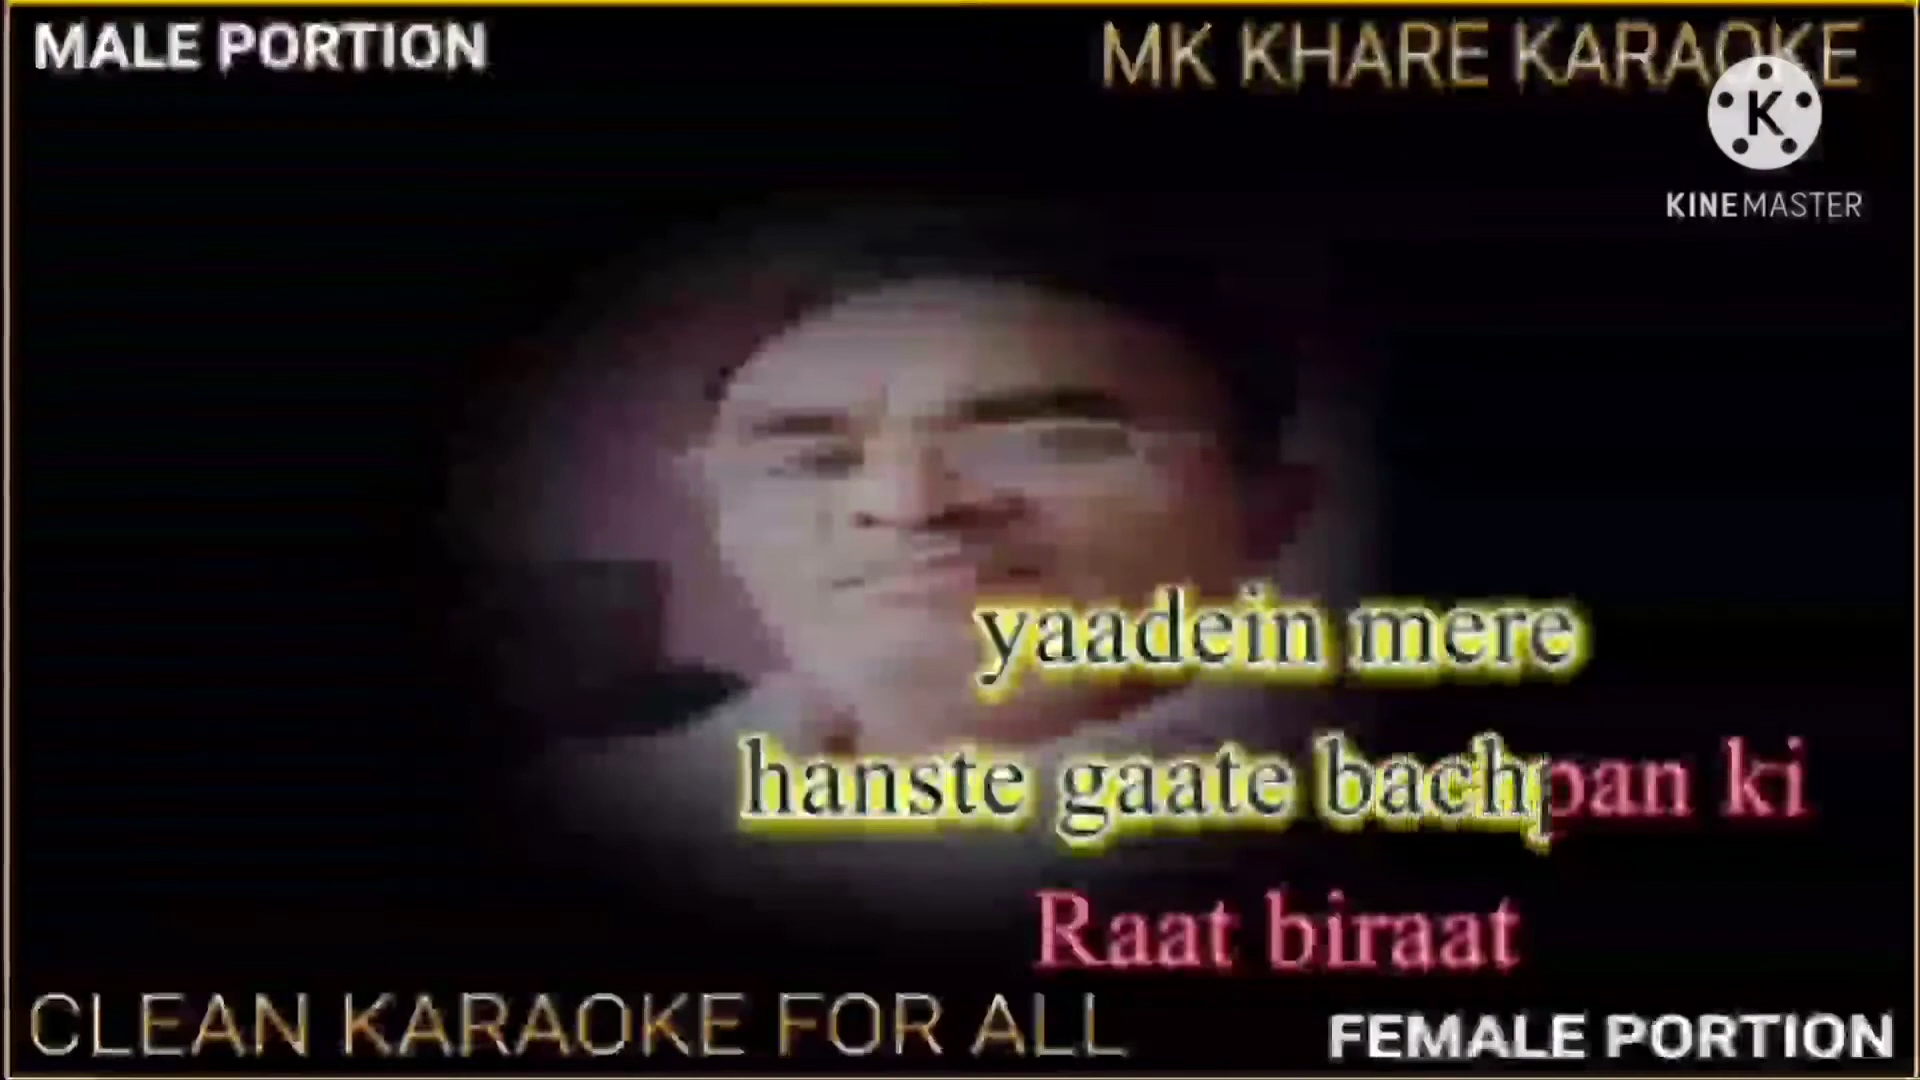 MALE PORTION
MK KHARE KARAOKE
K
KINEMASTER
yaadein mere
hanste gaate bachpan ki
Raat biraat
CLEAN KARAOKE FOR ALL
FEMALE PORTION